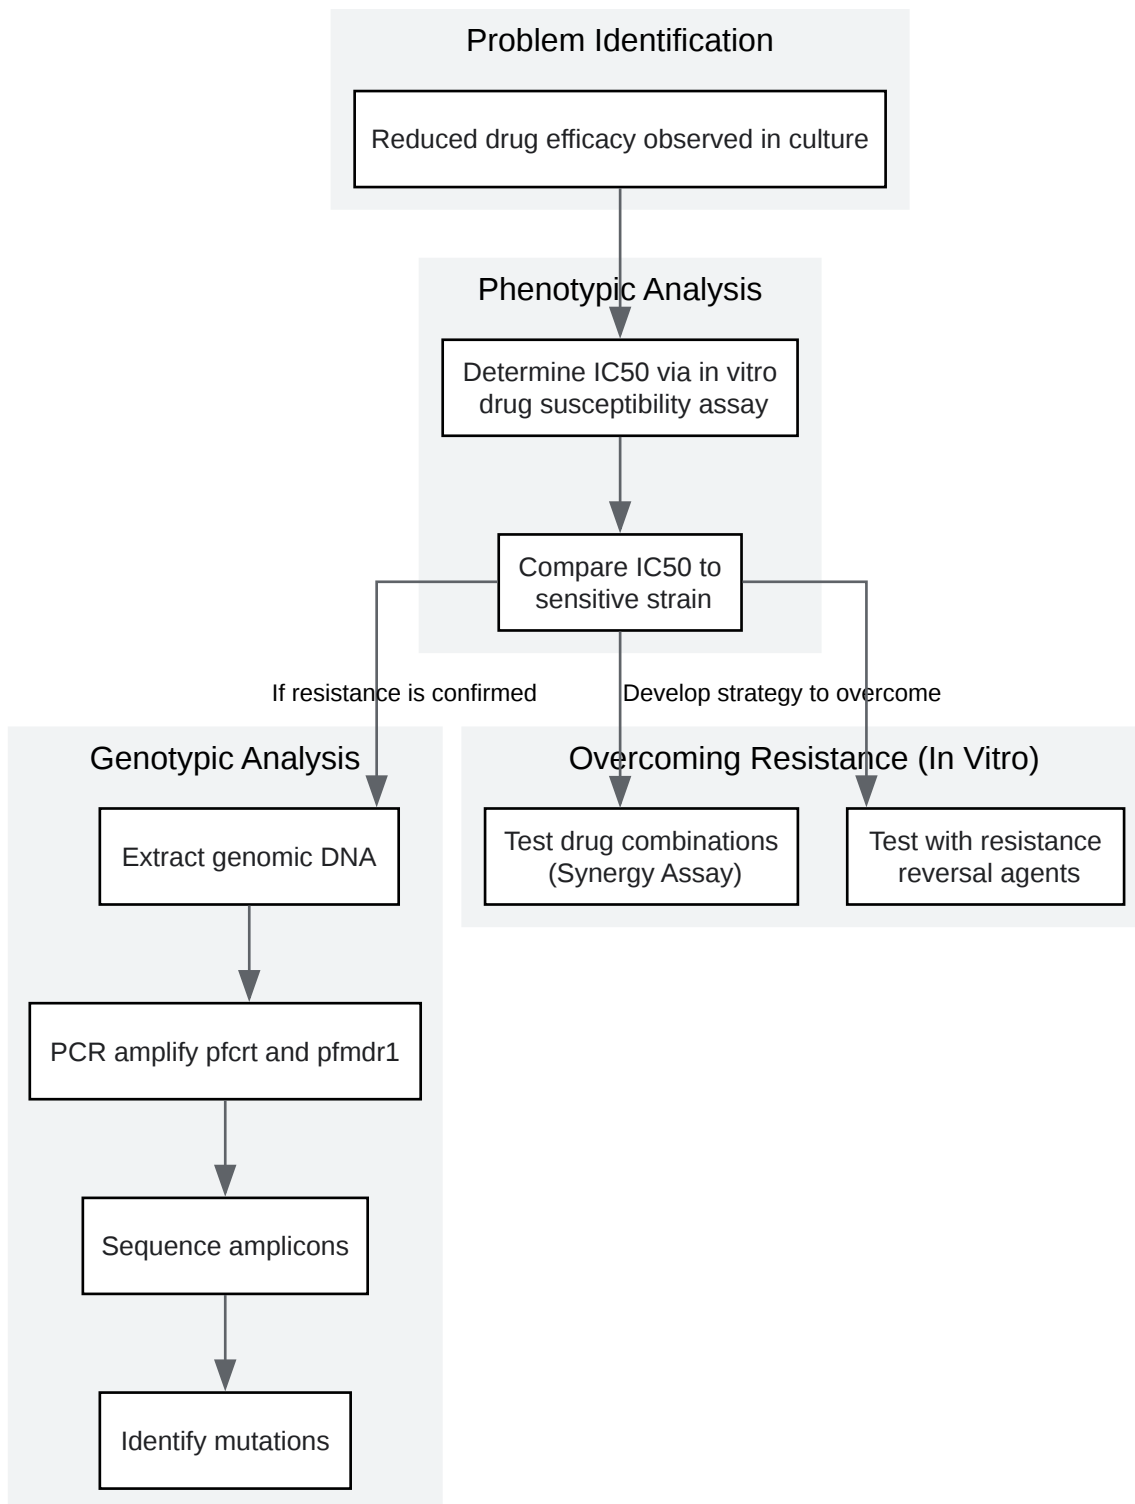 Problem Identification
Reduced drug efficacy observed in culture
Phenotypic Analysis
Determine IC50 via in vitro
drug susceptibility assay
Compare IC50 to
sensitive strain
If resistance is confirmed
Develop strategy to overcome
Genotypic Analysis
Extract genomic DNA
PCR amplify pfcrt and pfmdr1
Sequence amplicons
Identify mutations
Overcoming Resistance (In Vitro)
Test drug combinations
(Synergy Assay)
Test with resistance
reversal agents